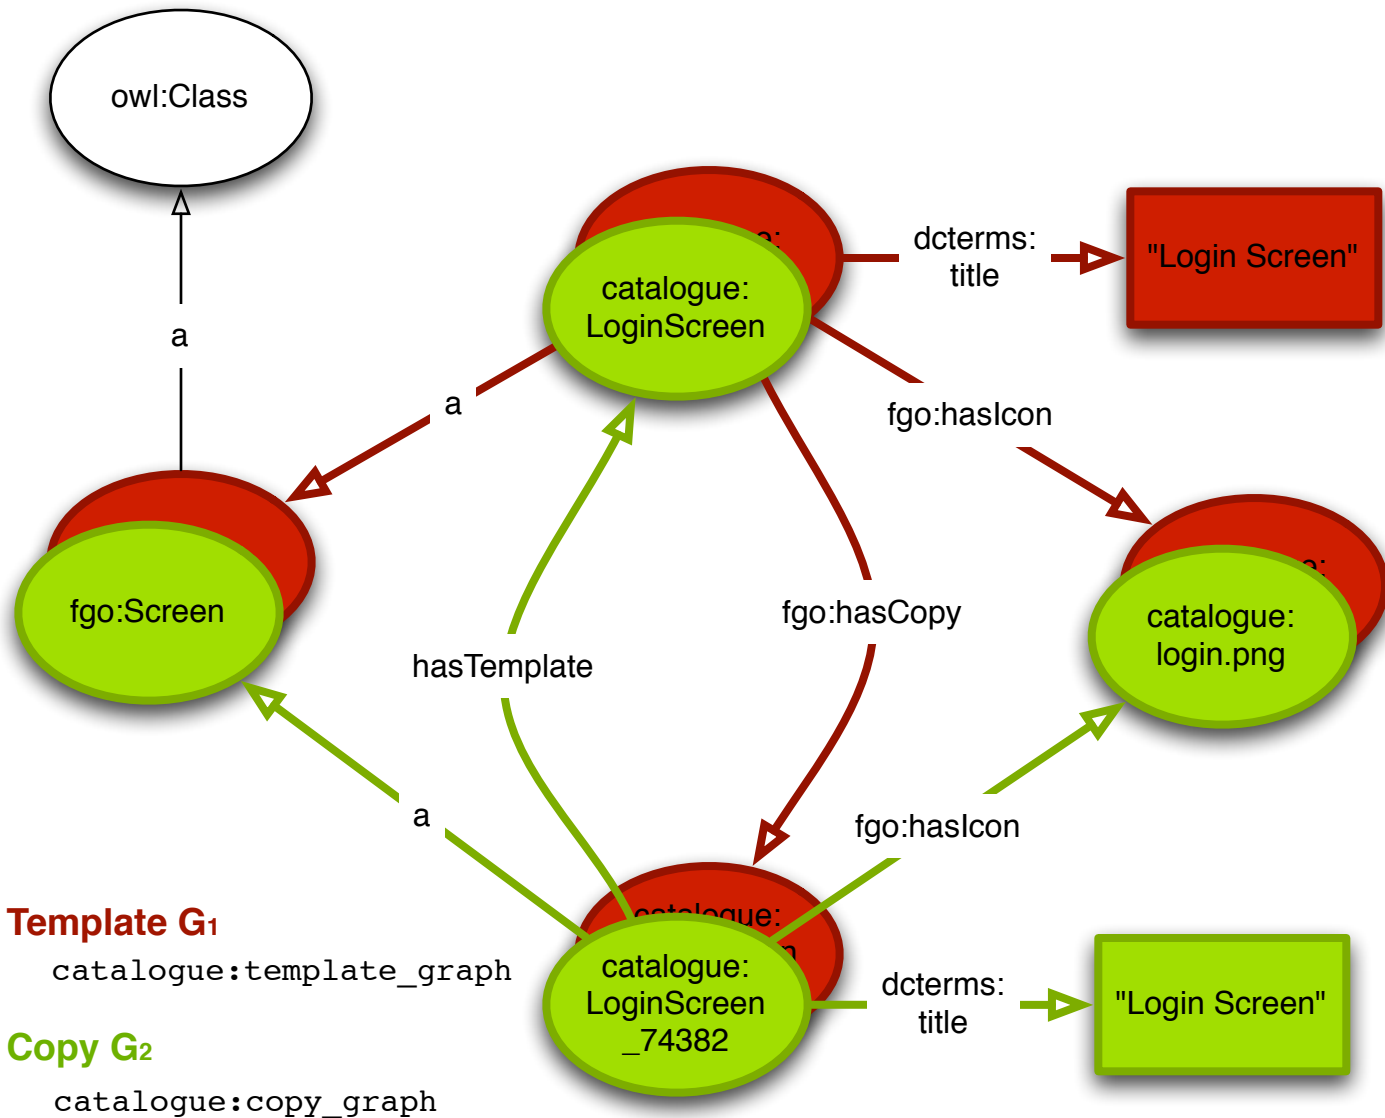 owl:Class
a
catalogue:
LoginScreen
dcterms:
title
"Login Screen"
a
fgo:hasIcon
fgo:Screen
hasTemplate
fgo:hasCopy
catalogue:
login.png
a
fgo:hasIcon
catalogue:
catalogue:
LoginScreen
_74382
dcterms:
title
"Login Screen"
Template G1
catalogue:template_graph
Copy G2
catalogue:copy_graph